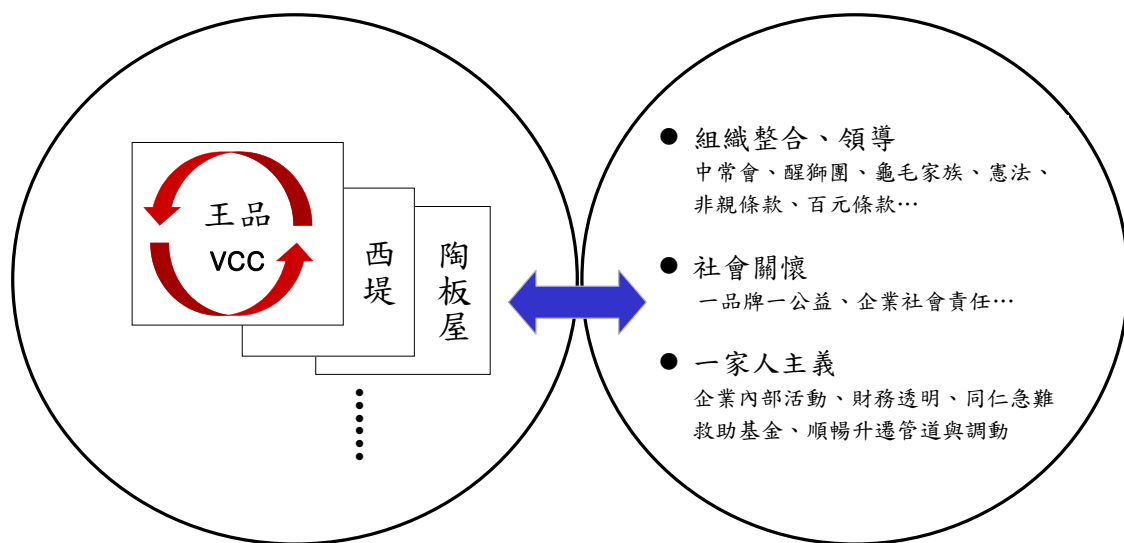 王品
VCC
西堤
陶板屋
● 組織整合、領導
中常會、醒獅團、龜毛家族、憲法、
非親條款、百元條款…
● 社會關懷
一品牌一公益、企業社會責任…
● 一家人主義
企業內部活動、財務透明、同仁急難
救助基金、順暢升遷管道與調動